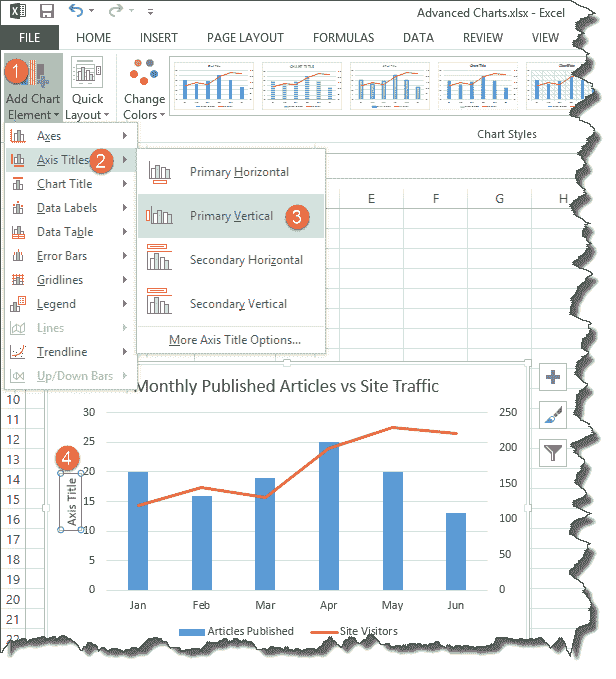 Advanced Charts.xlsx - Excel
FILE HOME INSERT PAGE LAYOUT FORMULAS DATA REVIEW VIEW
1
Add Chart Element
Quick Layout
Change Colors
Chart Styles
Axes
Axis Titles 2
Chart Title
Data Labels
Data Table
Error Bars
Gridlines
Legend
Lines
Trendline
Up/Down Bars
Primary Horizontal
Primary Vertical 3
Secondary Horizontal
Secondary Vertical
More Axis Title Options...
E F G H
10
11
12
13
14
15
16
17
18
19
20
21
22
Monthly Published Articles vs Site Traffic
4
Axis Title
30
25
20
15
10
5
0
250
200
150
100
50
0
Jan Feb Mar Apr May Jun
Articles Published Site Visitors